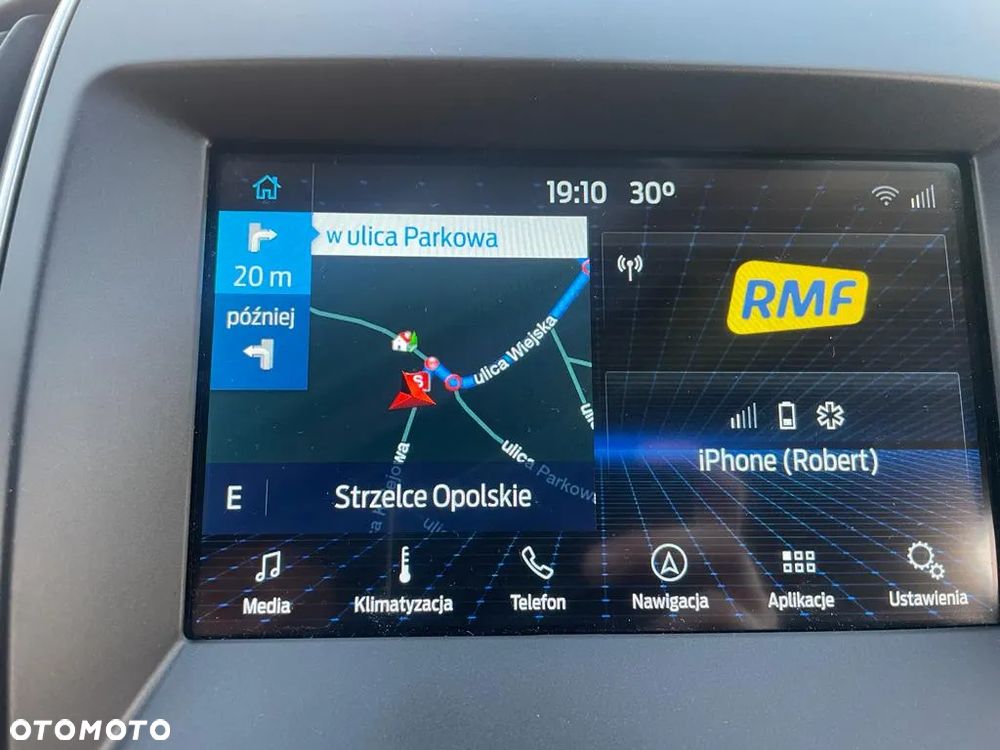 19:10 30º
w ulica Parkowa
20 m
później
RMF
ulica Wiejska
S
iPhone (Robert)
ulica Parkowa
E
Strzelce Opolskie
Media
Klimatyzacja
Telefon
Nawigacja
Aplikacje
Ustawienia
OTOMOTO